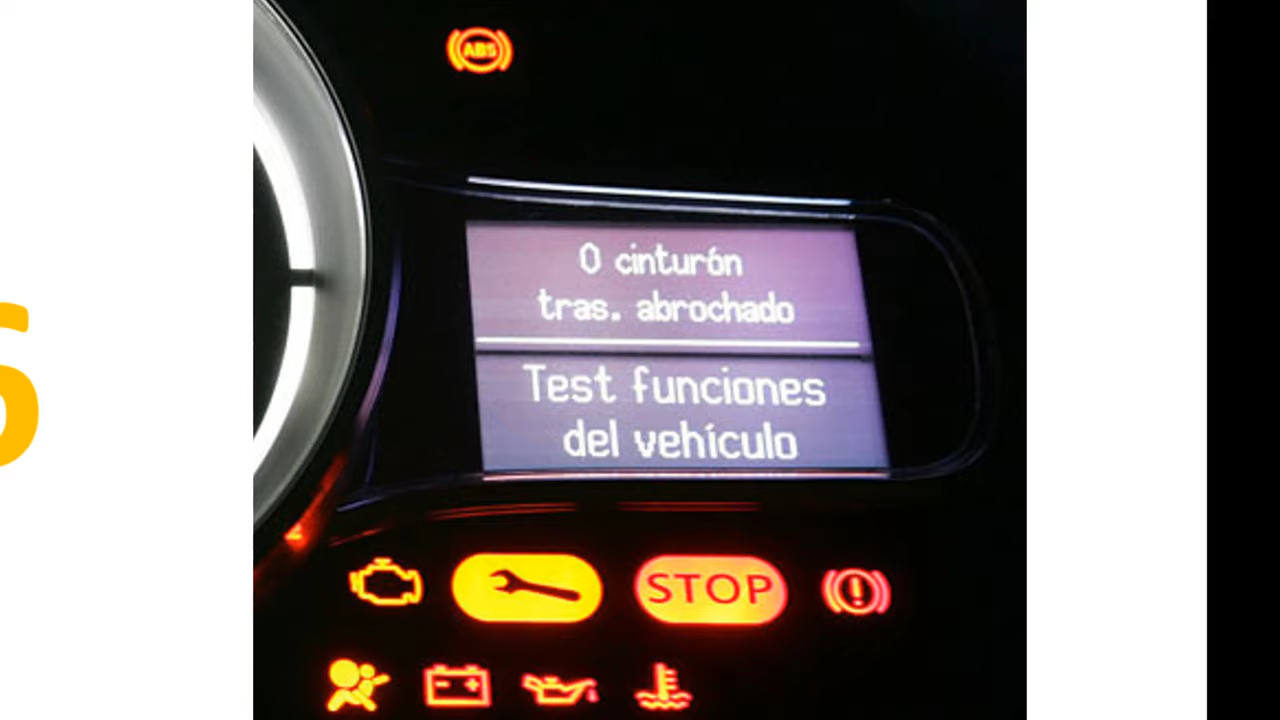 ABS
0 cinturón
tras. abrochado
Test funciones
del vehículo
STOP